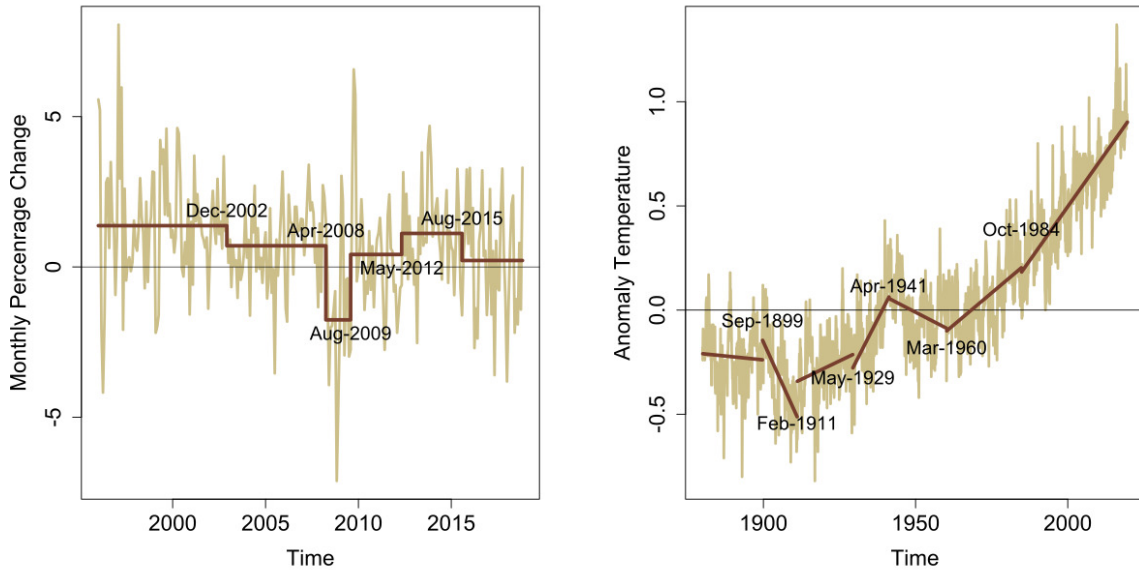 Monthly Percenrage Change
5
0
-5
Dec-2002
Apr-2008
Aug-2015
May-2012
Aug-2009
2000 2005 2010 2015
Time
Anomaly Temperature
1.0
0.5
0.0
-0.5
Oct-1984
Apr-1941
Sep-1899
Mar-1960
May-1929
Feb-1911
1900 1950 2000
Time